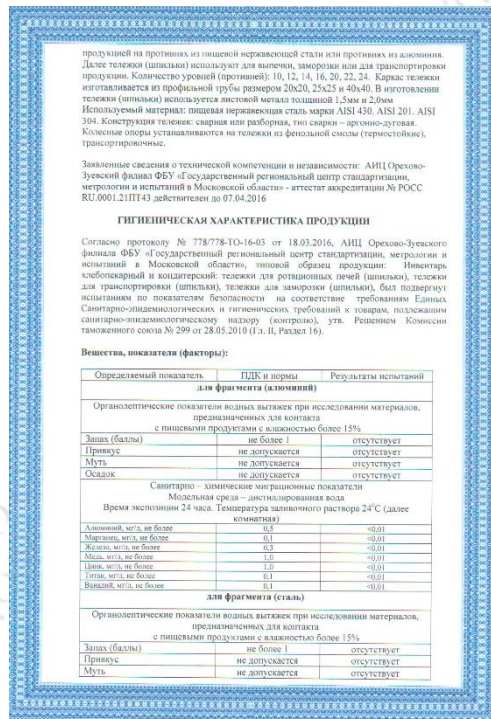 продукцией на противнях из пищевой нержавеющей стали или противнях из алюминия.
Далее тележки (шпильки) используют для выпечки, заморозки или для транспортировки
продукции. Количество уровней (противней): 10, 12, 14, 16, 20, 22, 24. Каркас тележки
изготавливается из профильной трубы размером 20х20, 25х25 и 40х40. В изготовлении
тележки (шпильки) используется листовой металл толщиной 1,5мм и 2,0мм
Используемый материал: пищевая нержавеющая сталь марки AISI 430. AISI 201. AISI
304. Конструкция тележек: сварная или разборная, тип сварки – аргонно-дуговая.
Колесные опоры устанавливаются на тележки из фенольной смолы (термостойкие),
трансортировочные.
Заявленные сведения о технической компетенции и независимости: АИЦ Орехово-
Зуевский филиал ФБУ «Государственный региональный центр стандартизации,
метрологии и испытаний в Московской области» - аттестат аккредитации № РОСС
RU.0001.21ПТ43 действителен до 07.04.2016
ГИГИЕНИЧЕСКАЯ ХАРАКТЕРИСТИКА ПРОДУКЦИИ
Согласно протоколу № 778/778-ТО-16-03 от 18.03.2016, АИЦ Орехово-Зуевского
филиала ФБУ «Государственный региональный центр стандартизации, метрологии и
испытаний в Московской области», типовой образец продукции: Инвентарь
хлебопекарный и кондитерский: тележки для ротационных печей (шпильки), тележки
для транспортировки (шпильки), тележки для заморозки (шпильки), был подвергнут
испытаниям по показателям безопасности на соответствие требованиям Единых
Санитарно-эпидемиологических и гигиенических требований к товарам, подлежащим
санитарно-эпидемиологическому надзору (контролю), утв. Решением Комиссии
таможенного союза № 299 от 28.05.2010 (Гл. II, Раздел 16).
Вещества, показатели (факторы):
Определяемый показатель ПДК и нормы Результаты испытаний
для фрагмента (алюминий)
Органолептические показатели водных вытяжек при исследовании материалов,
предназначенных для контакта
с пищевыми продуктами с влажностью более 15%
Запах (баллы) не более 1 отсутствует
Привкус не допускается отсутствует
Муть не допускается отсутствует
Осадок не допускается отсутствует
Санитарно – химические миграционные показатели
Модельная среда – дистиллированная вода
Время экспозиции 24 часа. Температура заливочного раствора 24°С (далее
комнатная)
Алюминий, мг/л, не более 0,5 <0,01
Марганец, мг/л, не более 0,1 <0,01
Железо, мг/л, не более 0,3 <0,01
Медь, мг/л, не более 1,0 <0,01
Цинк, мг/л, не более 1,0 <0,01
Титан, мг/л, не более 0,1 <0,01
Ванадий, мг/л, не более 0,1 <0,01
для фрагмента (сталь)
Органолептические показатели водных вытяжек при исследовании материалов,
предназначенных для контакта
с пищевыми продуктами с влажностью более 15%
Запах (баллы) не более 1 отсутствует
Привкус не допускается отсутствует
Муть не допускается отсутствует